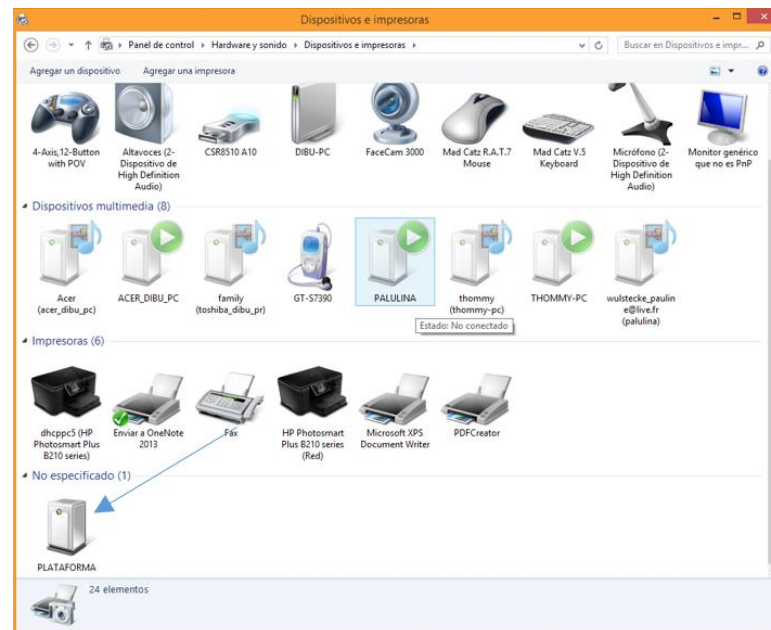 Dispositivos e impresoras
Panel de control
Hardware y sonido
Dispositivos e impresoras
Buscar en Dispositivos e impr...
Agregar un dispositivo
Agregar una impresora
4-Axis,12-Button
with POV
Altavoces (2-
Dispositivo de
High Definition
Audio)
CSR8510 A10
DIBU-PC
FaceCam 3000
Mad Catz R.A.T.7
Mouse
Mad Catz V.5
Keyboard
Micrófono (2-
Dispositivo de
High Definition
Audio)
Monitor genérico
que no es PnP
Dispositivos multimedia (8)
Acer
(acer_dibu_pc)
ACER_DIBU_PC
family
(toshiba_dibu_pr)
GT-S7390
PALULINA
thommy
(thommy-pc)
THOMMY-PC
wulstecke_paulin
e@live.fr
(palulina)
Estado: No conectado
Impresoras (6)
dhcppc5 (HP
Photosmart Plus
B210 series)
Enviar a OneNote
2013
Fax
HP Photosmart
Plus B210 series
(Red)
Microsoft XPS
Document Writer
PDFCreator
No especificado (1)
PLATAFORMA
24 elementos